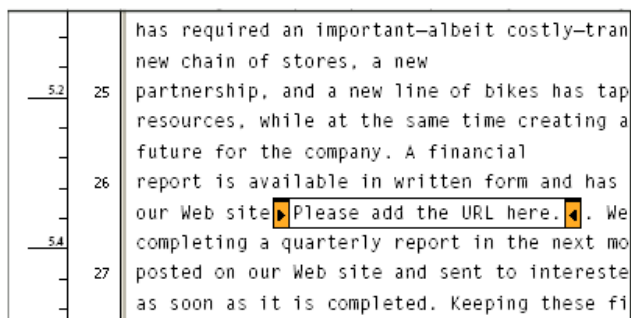 has required an important—albeit costly—tran
new chain of stores, a new
5.2 25 partnership, and a new line of bikes has tap
resources, while at the same time creating a
future for the company. A financial
26 report is available in written form and has
our Web site Please add the URL here. . We
5.4 completing a quarterly report in the next mo
27 posted on our Web site and sent to intereste
as soon as it is completed. Keeping these fi